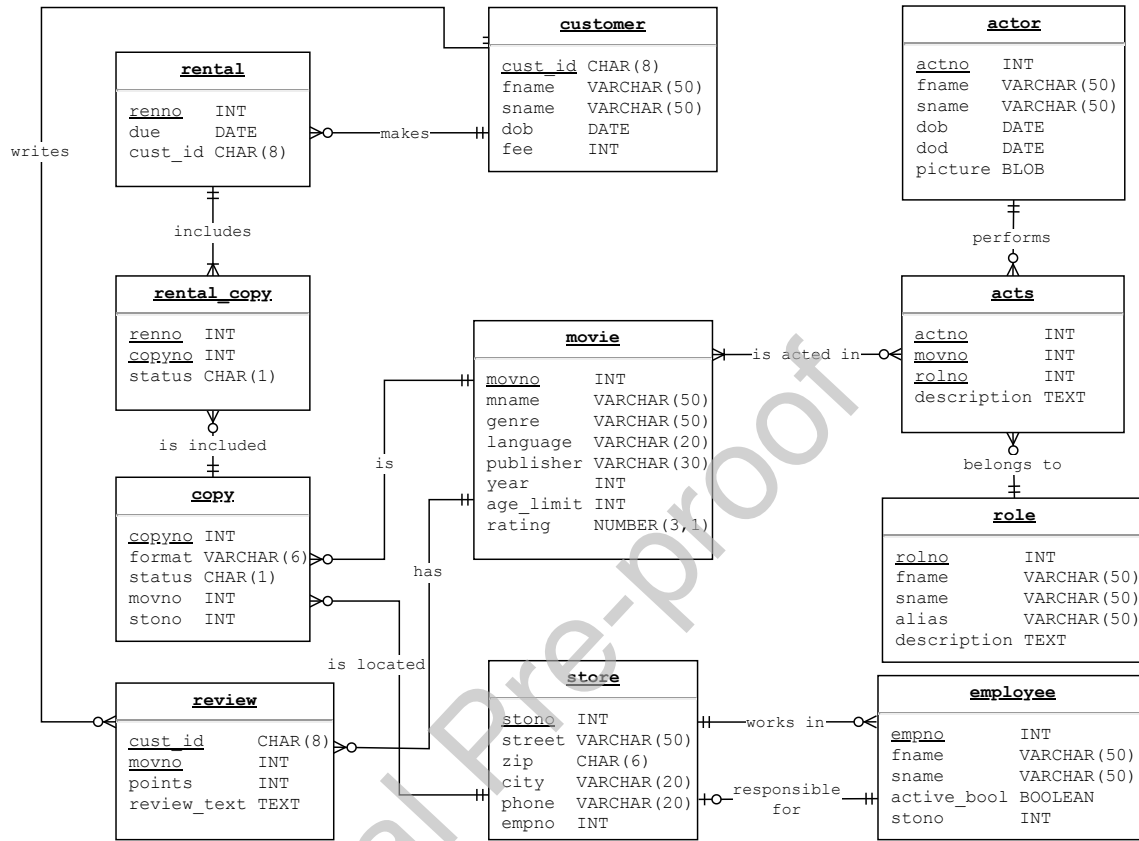 customer
cust_id CHAR(8)
fname VARCHAR(50)
sname VARCHAR(50)
dob DATE
fee INT
actor
actno INT
fname VARCHAR(50)
sname VARCHAR(50)
dob DATE
dod DATE
picture BLOB
rental
renno INT
due DATE
cust_id CHAR(8)
makes
writes
includes
performs
rental_copy
renno INT
copyno INT
status CHAR(1)
acts
actno INT
movno INT
rolno INT
description TEXT
movie
movno INT
mname VARCHAR(50)
genre VARCHAR(50)
language VARCHAR(20)
publisher VARCHAR(30)
year INT
age_limit INT
rating NUMBER(3,1)
is acted in
is included
is
belongs to
copy
copyno INT
format VARCHAR(6)
status CHAR(1)
movno INT
stono INT
has
role
rolno INT
fname VARCHAR(50)
sname VARCHAR(50)
alias VARCHAR(50)
description TEXT
is located
review
cust_id CHAR(8)
movno INT
points INT
review_text TEXT
store
stono INT
street VARCHAR(50)
zip CHAR(6)
city VARCHAR(20)
phone VARCHAR(20)
empno INT
works in
responsible
for
employee
empno INT
fname VARCHAR(50)
sname VARCHAR(50)
active_bool BOOLEAN
stono INT
al Pre-proof